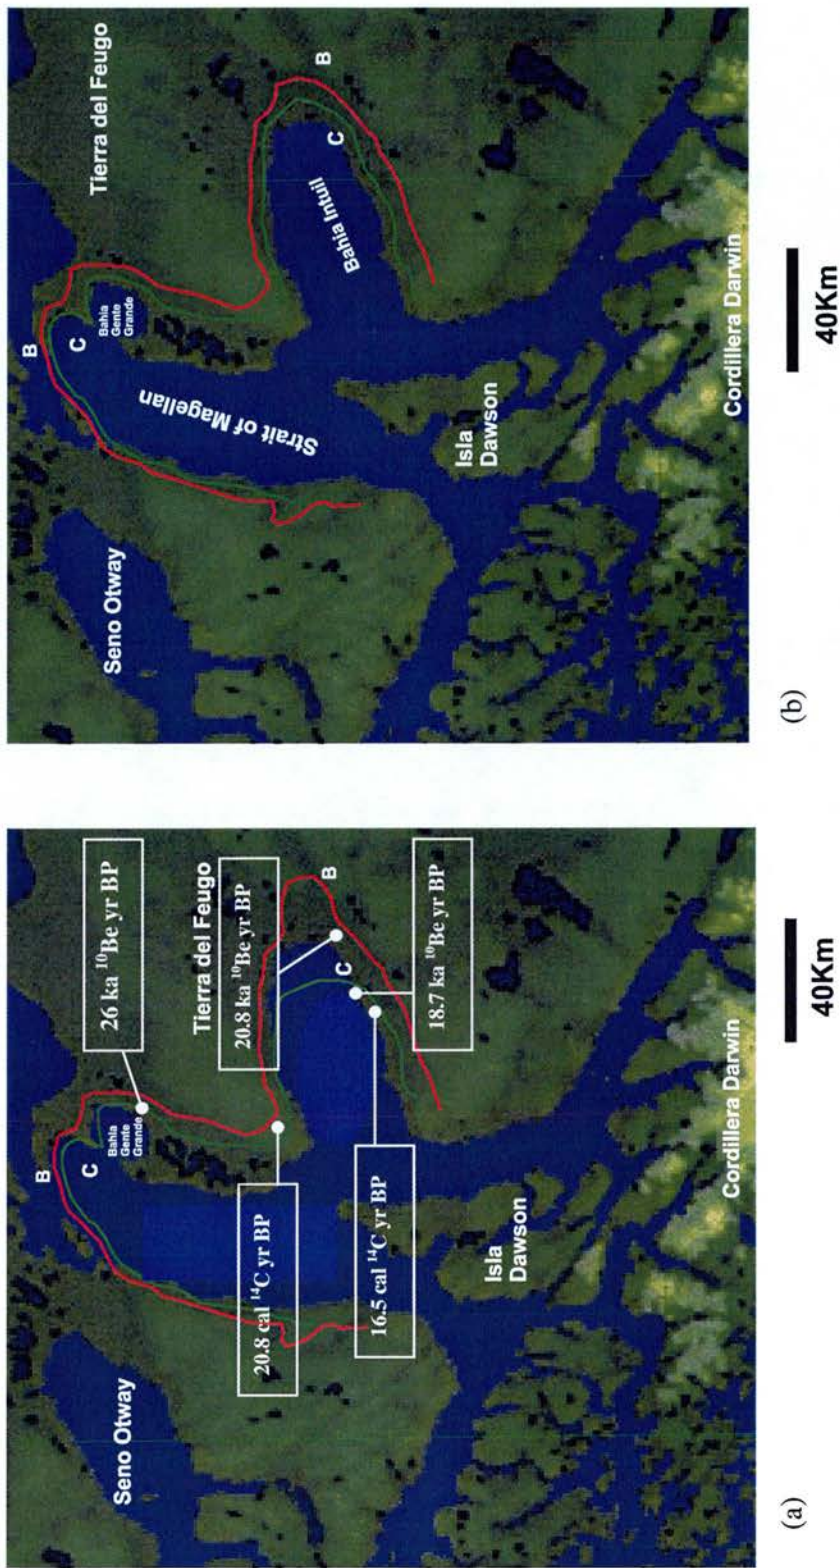 Seno Otway
B
C
Bahia
Gente
Grande
26 ka ¹⁰Be yr BP
Tierra del Feugo
20.8 ka ¹⁰Be yr BP
B
C
20.8 cal ¹⁴C yr BP
16.5 cal ¹⁴C yr BP
18.7 ka ¹⁰Be yr BP
Isla
Dawson
Cordillera Darwin
40Km
(a)
Seno Otway
B
C
Bahia
Gente
Grande
Tierra del Feugo
Strait of Magellan
Bahia Intuil
B
C
Isla
Dawson
Cordillera Darwin
40Km
(b)